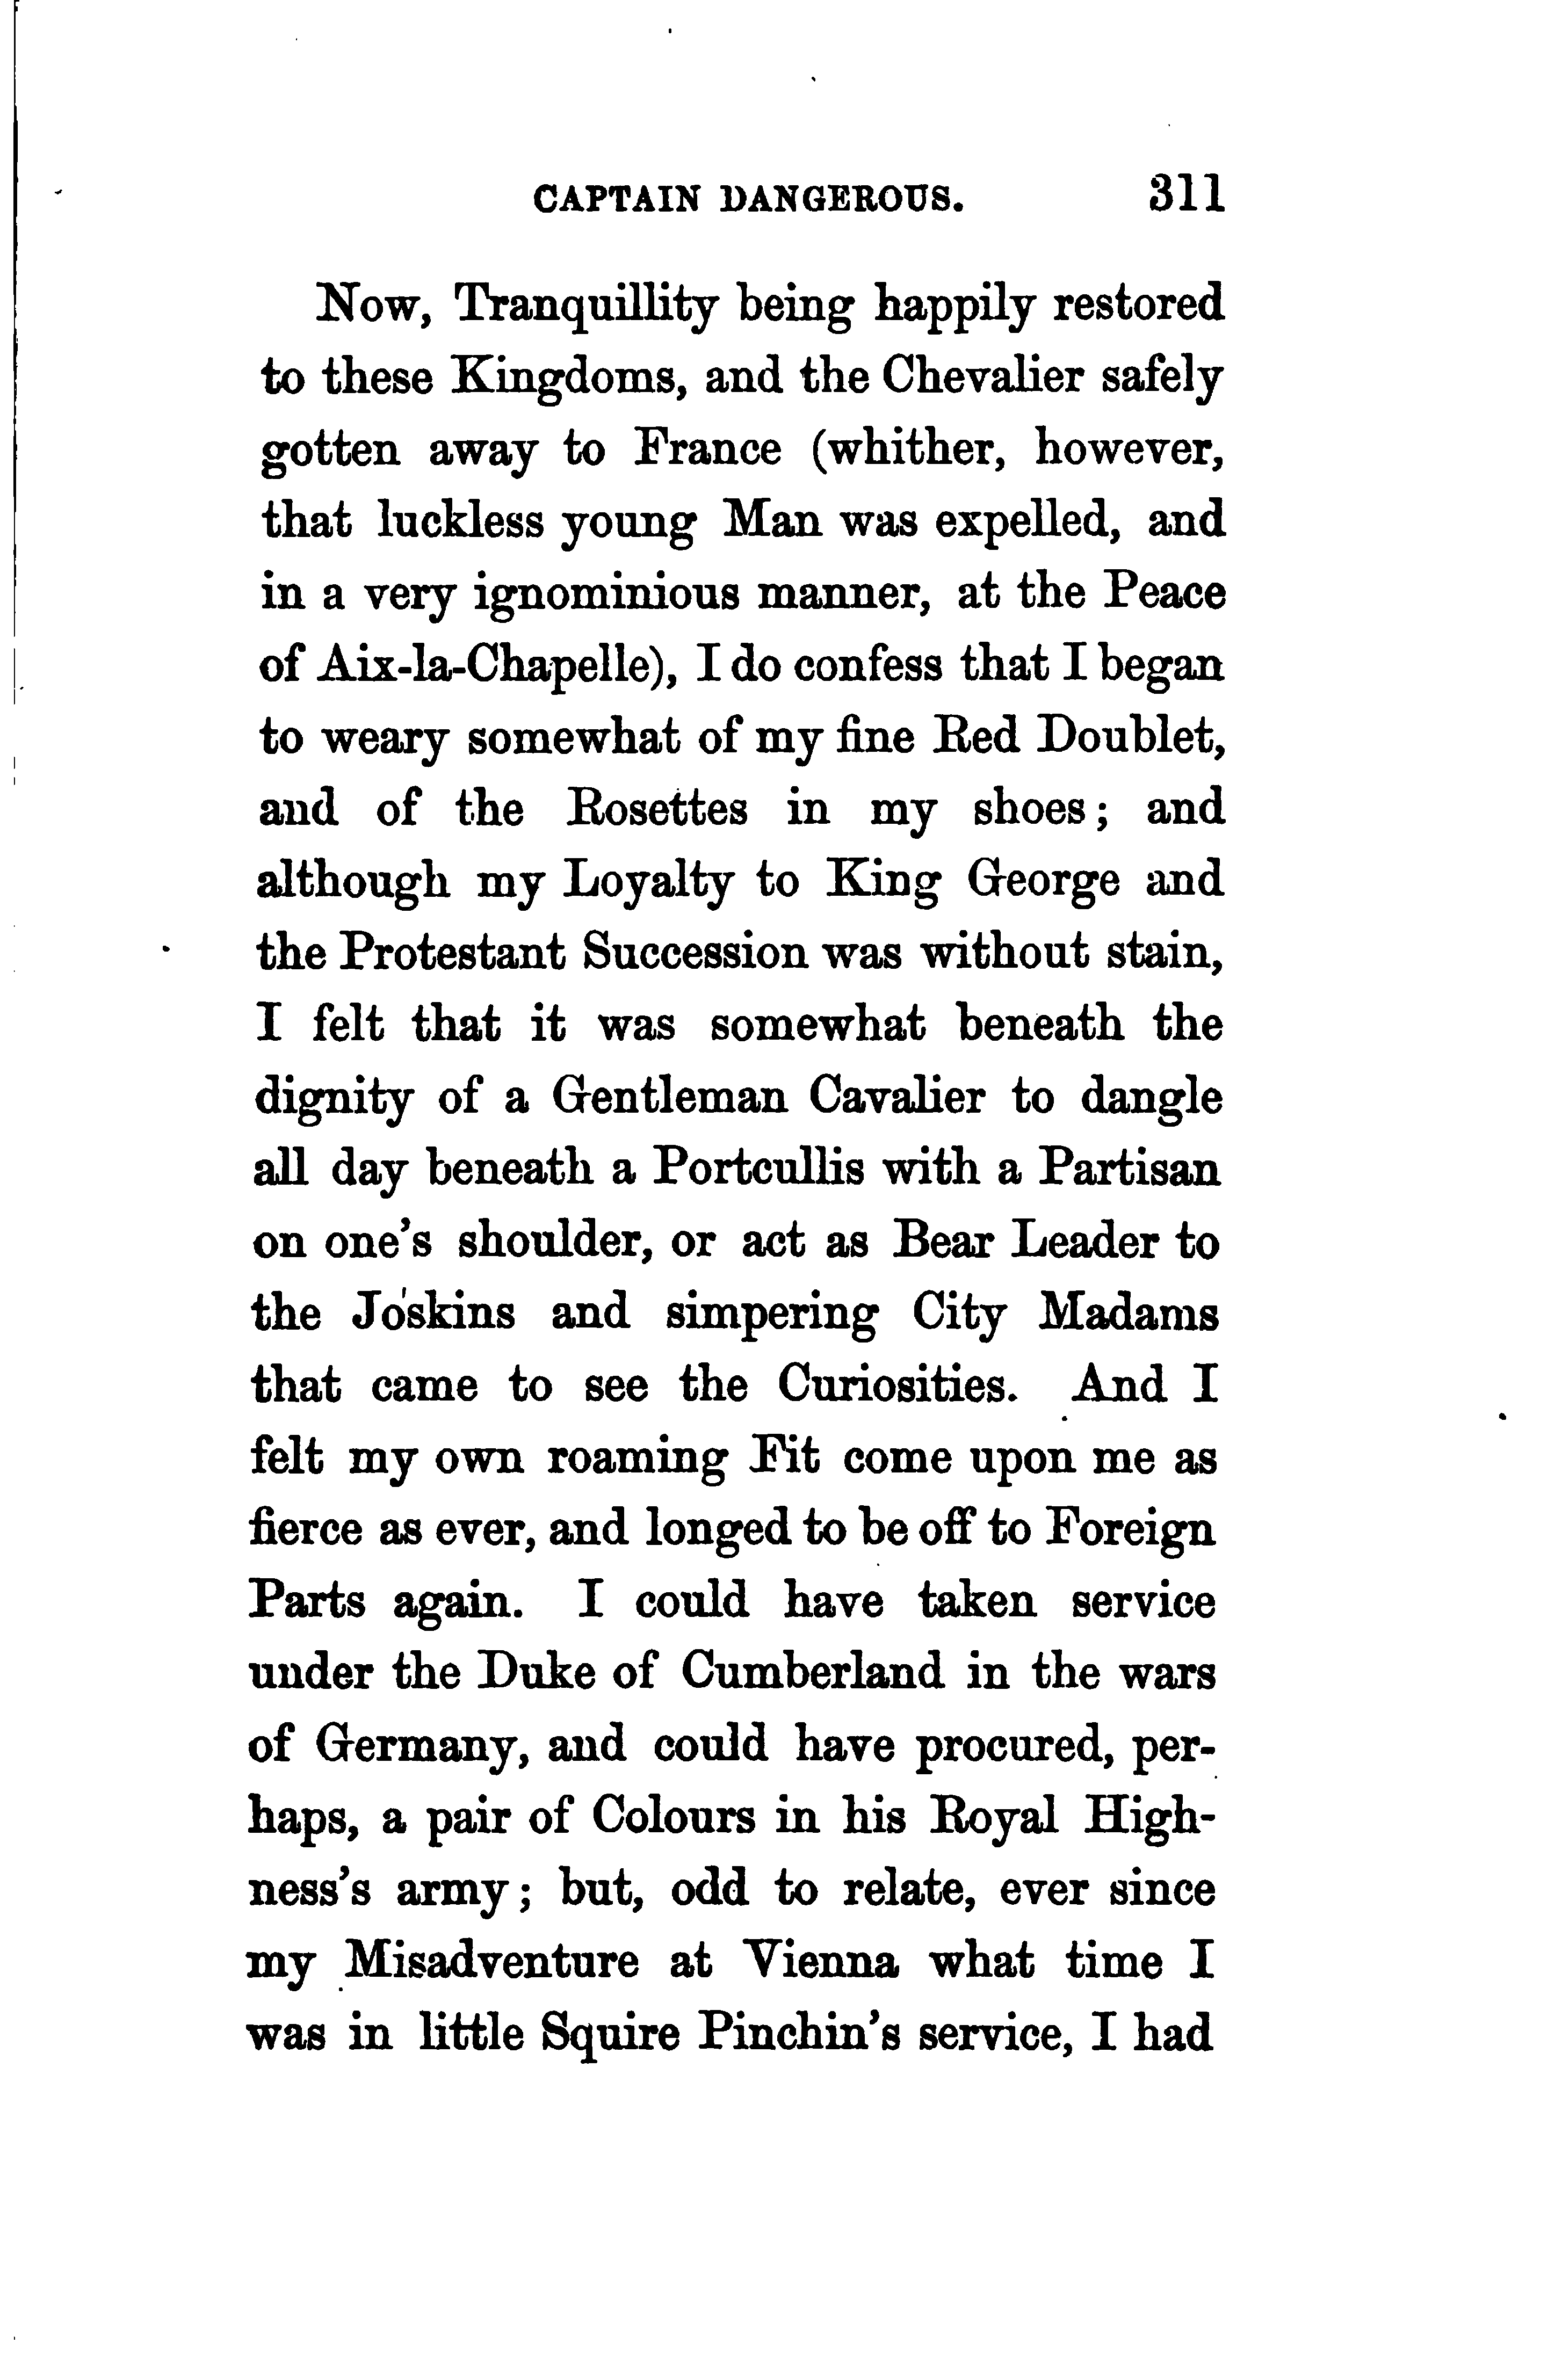 CAPTAIN DANGEROUS. 311
Now, Tranquillity being happily restored
to these Kingdoms, and the Chevalier safely
gotten away to France (whither, however,
that luckless young Man was expelled, and
in a very ignominious manner, at the Peace
of Aix-la-Chapelle), I do confess that I began
to weary somewhat of my fine Red Doublet,
and of the Rosettes in my shoes; and
although my Loyalty to King George and
the Protestant Succession was without stain,
I felt that it was somewhat beneath the
dignity of a Gentleman Cavalier to dangle
all day beneath a Portcullis with a Partisan
on one's shoulder, or act as Bear Leader to
the Joskins and simpering City Madams
that came to see the Curiosities. And I
felt my own roaming Fit come upon me as
fierce as ever, and longed to be off to Foreign
Parts again. I could have taken service
under the Duke of Cumberland in the wars
of Germany, and could have procured, per-
haps, a pair of Colours in his Royal High-
ness's army; but, odd to relate, ever since
my Misadventure at Vienna what time I
was in little Squire Pinchin's service, I had